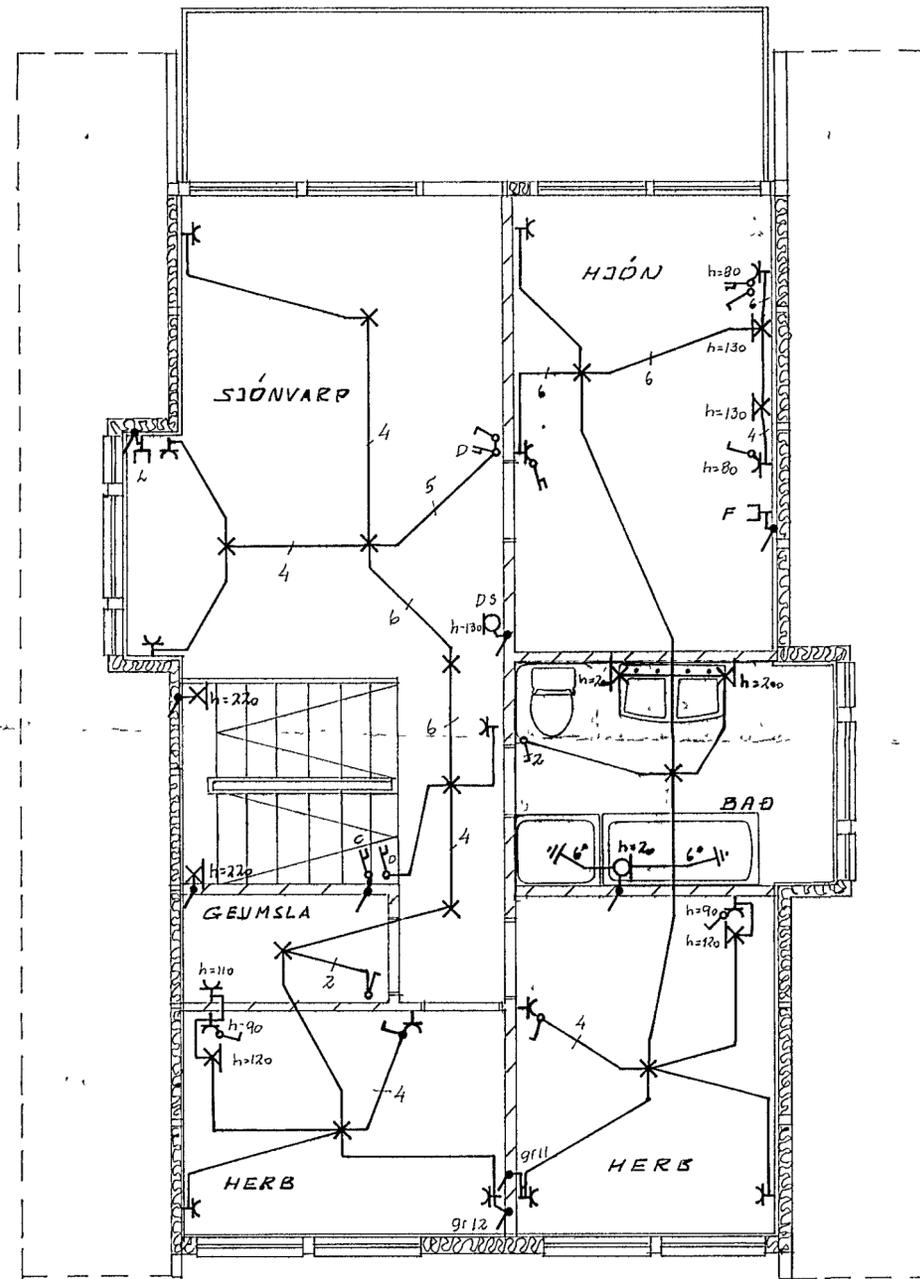 HJÓN
h=80
6
h=130
6
6
SJÓNVARP
h=130
4
4
D
h=80
L
5
F
4
6
DS
h=130
h=220
h=200
6
2
BAÐ
4
C
D
6"
h=20
6"
h=220
GEYMSLA
h=90
h=120
2
h=110
h=90
4
h=120
4
gr11
HERB
HERB
gr12